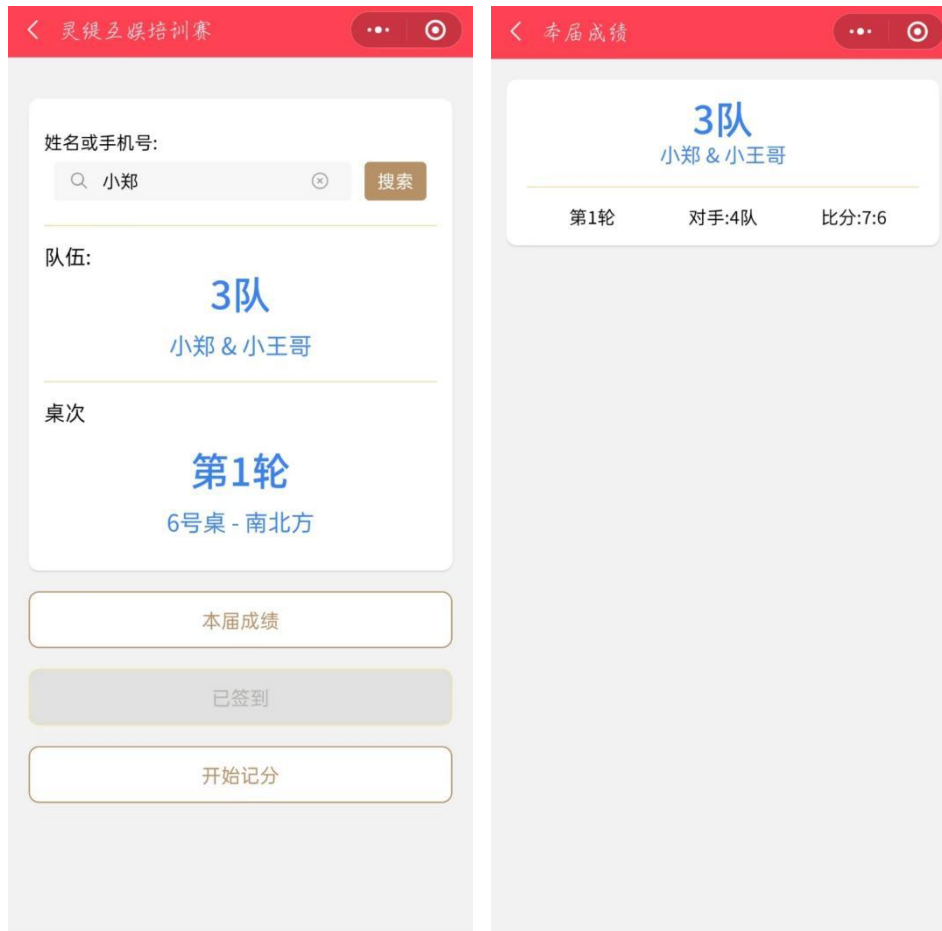 灵缇互娱培训赛
姓名或手机号:
小郑
搜索
队伍:
3队
小郑 & 小王哥
桌次
第1轮
6号桌 - 南北方
本届成绩
已签到
开始记分
本届成绩
3队
小郑 & 小王哥
第1轮 对手:4队 比分:7:6